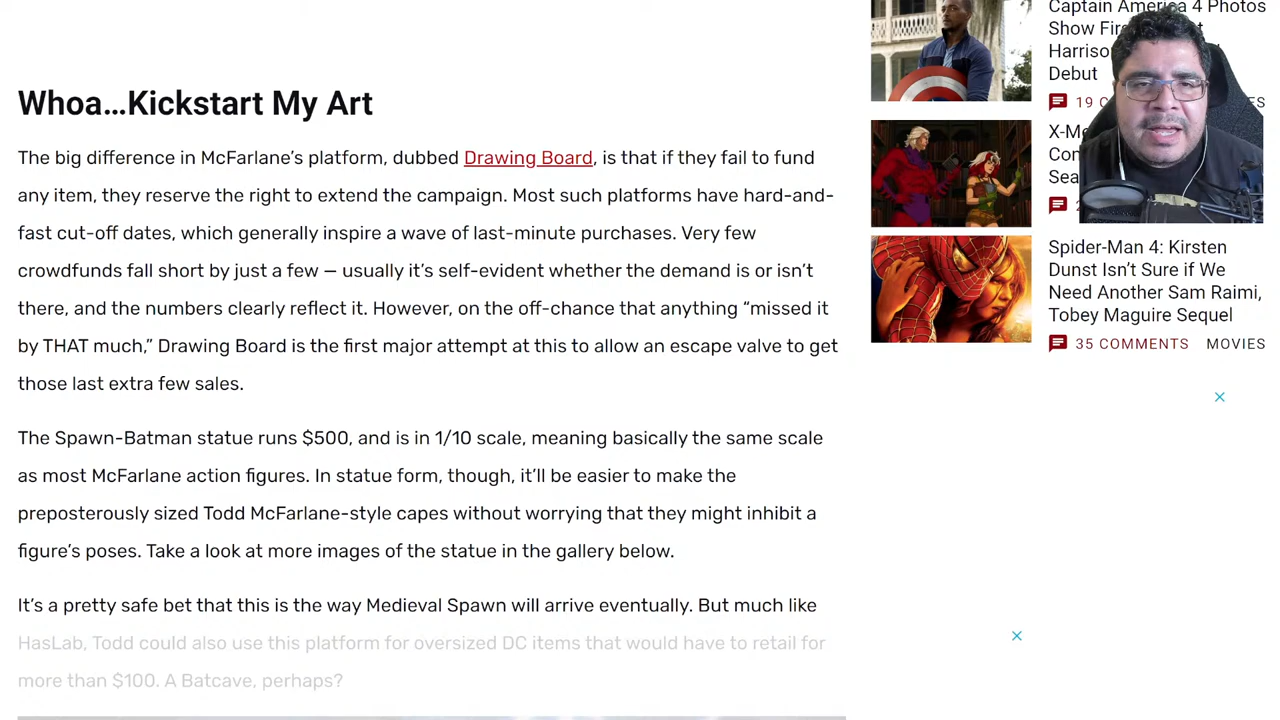 Whoa…Kickstart My Art
The big difference in McFarlane’s platform, dubbed Drawing Board, is that if they fail to fund
any item, they reserve the right to extend the campaign. Most such platforms have hard-and-
fast cut-off dates, which generally inspire a wave of last-minute purchases. Very few
crowdfunds fall short by just a few — usually it’s self-evident whether the demand is or isn’t
there, and the numbers clearly reflect it. However, on the off-chance that anything “missed it
by THAT much,” Drawing Board is the first major attempt at this to allow an escape valve to get
those last extra few sales.
The Spawn-Batman statue runs $500, and is in 1/10 scale, meaning basically the same scale
as most McFarlane action figures. In statue form, though, it’ll be easier to make the
preposterously sized Todd McFarlane-style capes without worrying that they might inhibit a
figure’s poses. Take a look at more images of the statue in the gallery below.
It’s a pretty safe bet that this is the way Medieval Spawn will arrive eventually. But much like
HasLab, Todd could also use this platform for oversized DC items that would have to retail for
more than $100. A Batcave, perhaps?
Captain America 4 Photos
Show
Debut
19
Spider-Man 4: Kirsten
Dunst Isn’t Sure if We
Need Another Sam Raimi,
Tobey Maguire Sequel
35 COMMENTS MOVIES